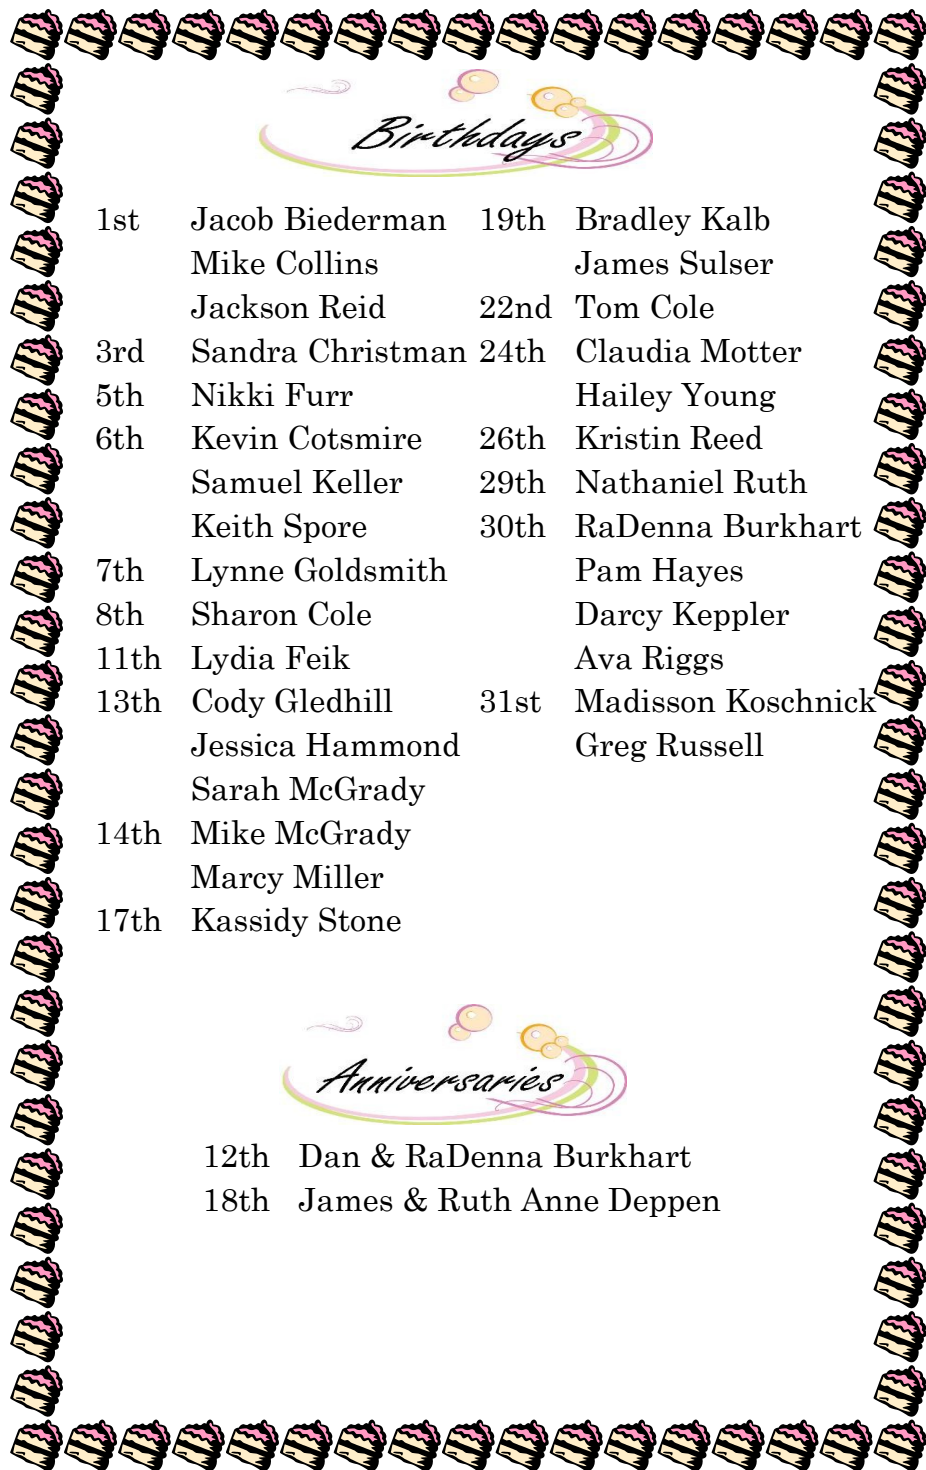 Birthdays
1st Jacob Biederman
Mike Collins
Jackson Reid
3rd Sandra Christman
5th Nikki Furr
6th Kevin Cotsmire
Samuel Keller
Keith Spore
7th Lynne Goldsmith
8th Sharon Cole
11th Lydia Feik
13th Cody Gledhill
Jessica Hammond
Sarah McGrady
14th Mike McGrady
Marcy Miller
17th Kassidy Stone
19th Bradley Kalb
James Sulser
22nd Tom Cole
24th Claudia Motter
Hailey Young
26th Kristin Reed
29th Nathaniel Ruth
30th RaDenna Burkhart
Pam Hayes
Darcy Keppler
Ava Riggs
31st Madisson Koschnick
Greg Russell
Anniversaries
12th Dan & RaDenna Burkhart
18th James & Ruth Anne Deppen